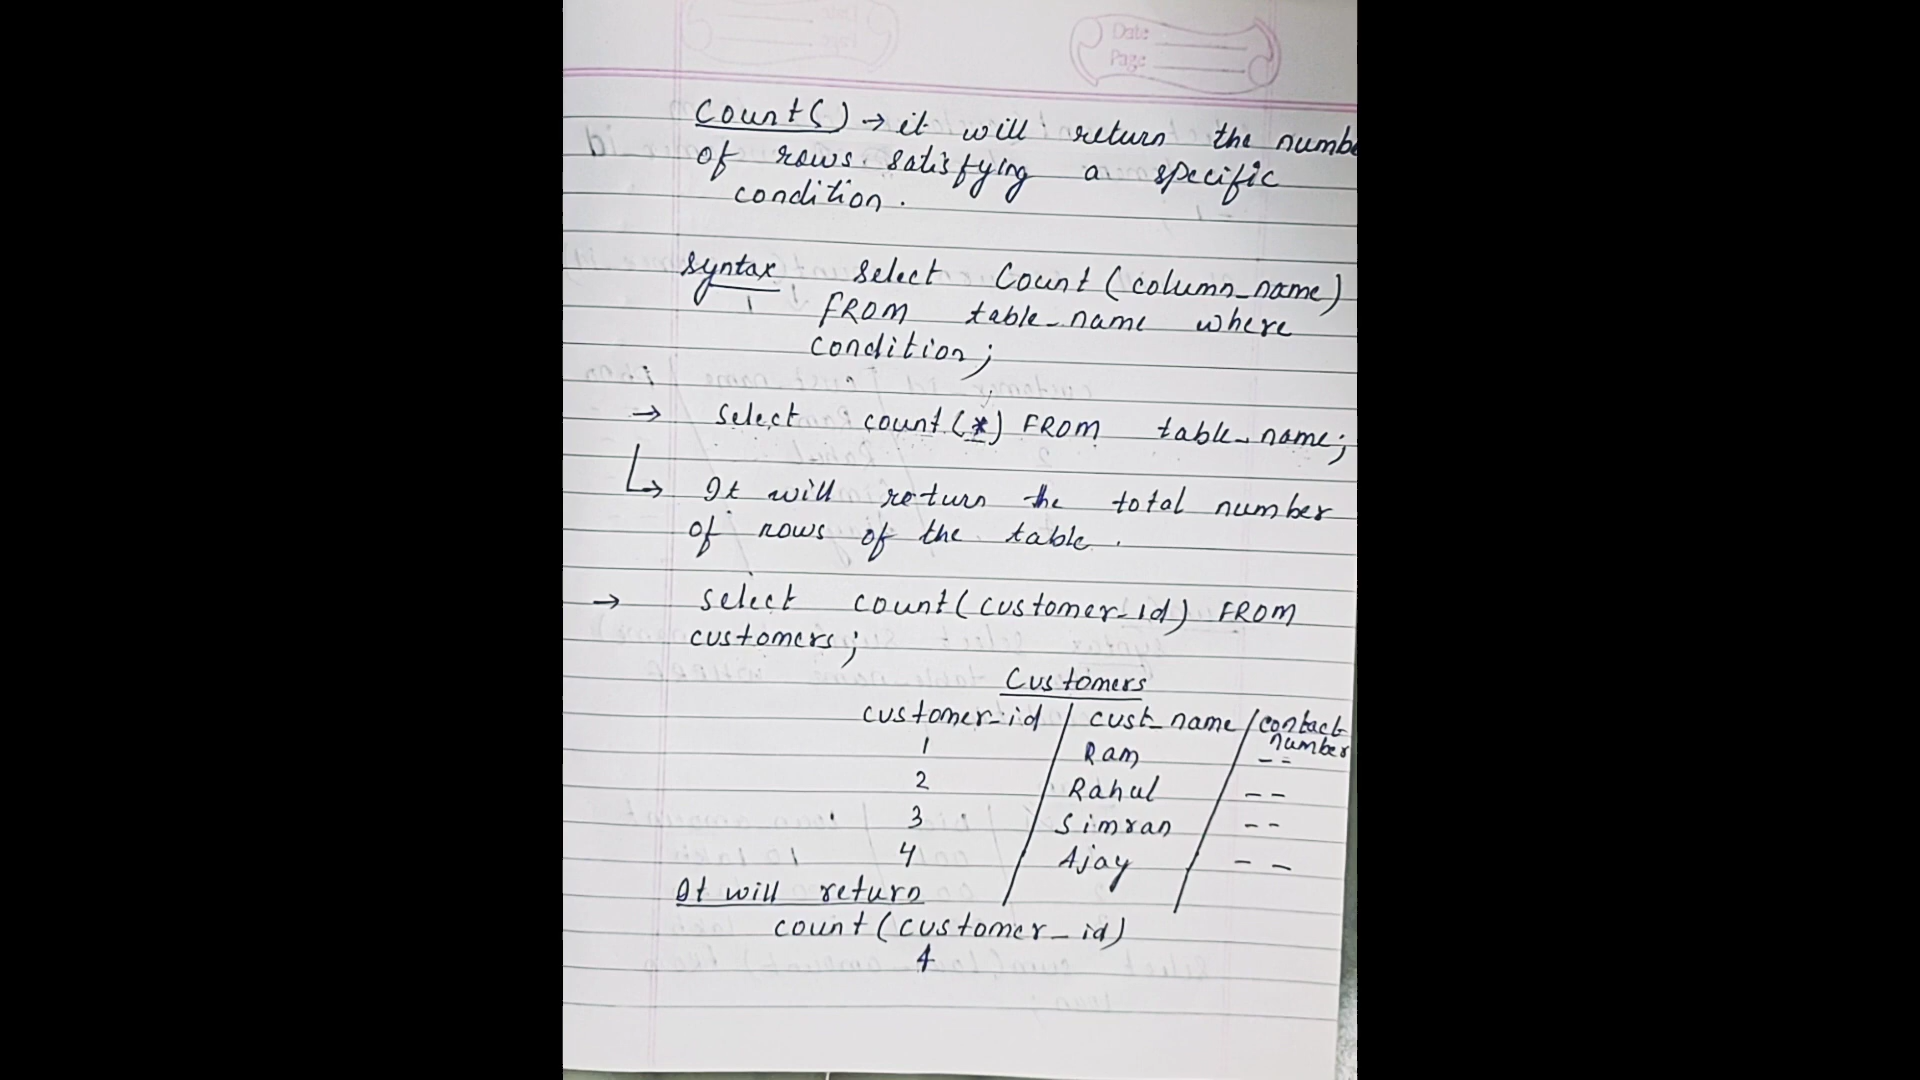 Date
Page
Count() → it will return the numbe
of rows satisfying a specific
condition.
Syntax select Count (column_name)
FROM table_name where
condition;
→ Select count(*) FROM table_name;
↳ It will return the total number
of rows of the table.
→ select count(customer_id) FROM
customers;
Customers
customer_id / cust_name / contact
number
1 Ram --
2 Rahul --
3 Simran --
4 Ajay --
It will return
count(customer_id)
4